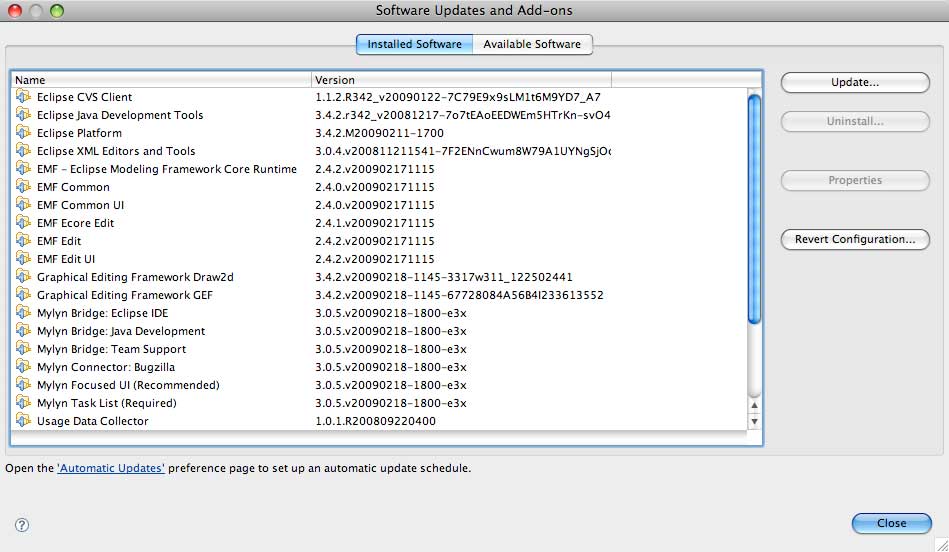 Software Updates and Add-ons
Installed Software Available Software
Name Version
Eclipse CVS Client 1.1.2.R342_v20090122-7C79E9x9sLM1t6M9YD7_A7
Eclipse Java Development Tools 3.4.2.r342_v20081217-7o7tEAoEEDWEm5HTrKn-svO4
Eclipse Platform 3.4.2.M20090211-1700
Eclipse XML Editors and Tools 3.0.4.v200811211541-7F2ENnCwum8W79A1UYNgSjOc
EMF - Eclipse Modeling Framework Core Runtime 2.4.2.v200902171115
EMF Common 2.4.0.v200902171115
EMF Common UI 2.4.0.v200902171115
EMF Ecore Edit 2.4.1.v200902171115
EMF Edit 2.4.2.v200902171115
EMF Edit UI 2.4.2.v200902171115
Graphical Editing Framework Draw2d 3.4.2.v20090218-1145-3317w311_122502441
Graphical Editing Framework GEF 3.4.2.v20090218-1145-67728084A56B4I233613552
Mylyn Bridge: Eclipse IDE 3.0.5.v20090218-1800-e3x
Mylyn Bridge: Java Development 3.0.5.v20090218-1800-e3x
Mylyn Bridge: Team Support 3.0.5.v20090218-1800-e3x
Mylyn Connector: Bugzilla 3.0.5.v20090218-1800-e3x
Mylyn Focused UI (Recommended) 3.0.5.v20090218-1800-e3x
Mylyn Task List (Required) 3.0.5.v20090218-1800-e3x
Usage Data Collector 1.0.1.R200809220400
Update...
Uninstall...
Properties
Revert Configuration...
Open the 'Automatic Updates' preference page to set up an automatic update schedule.
?
Close